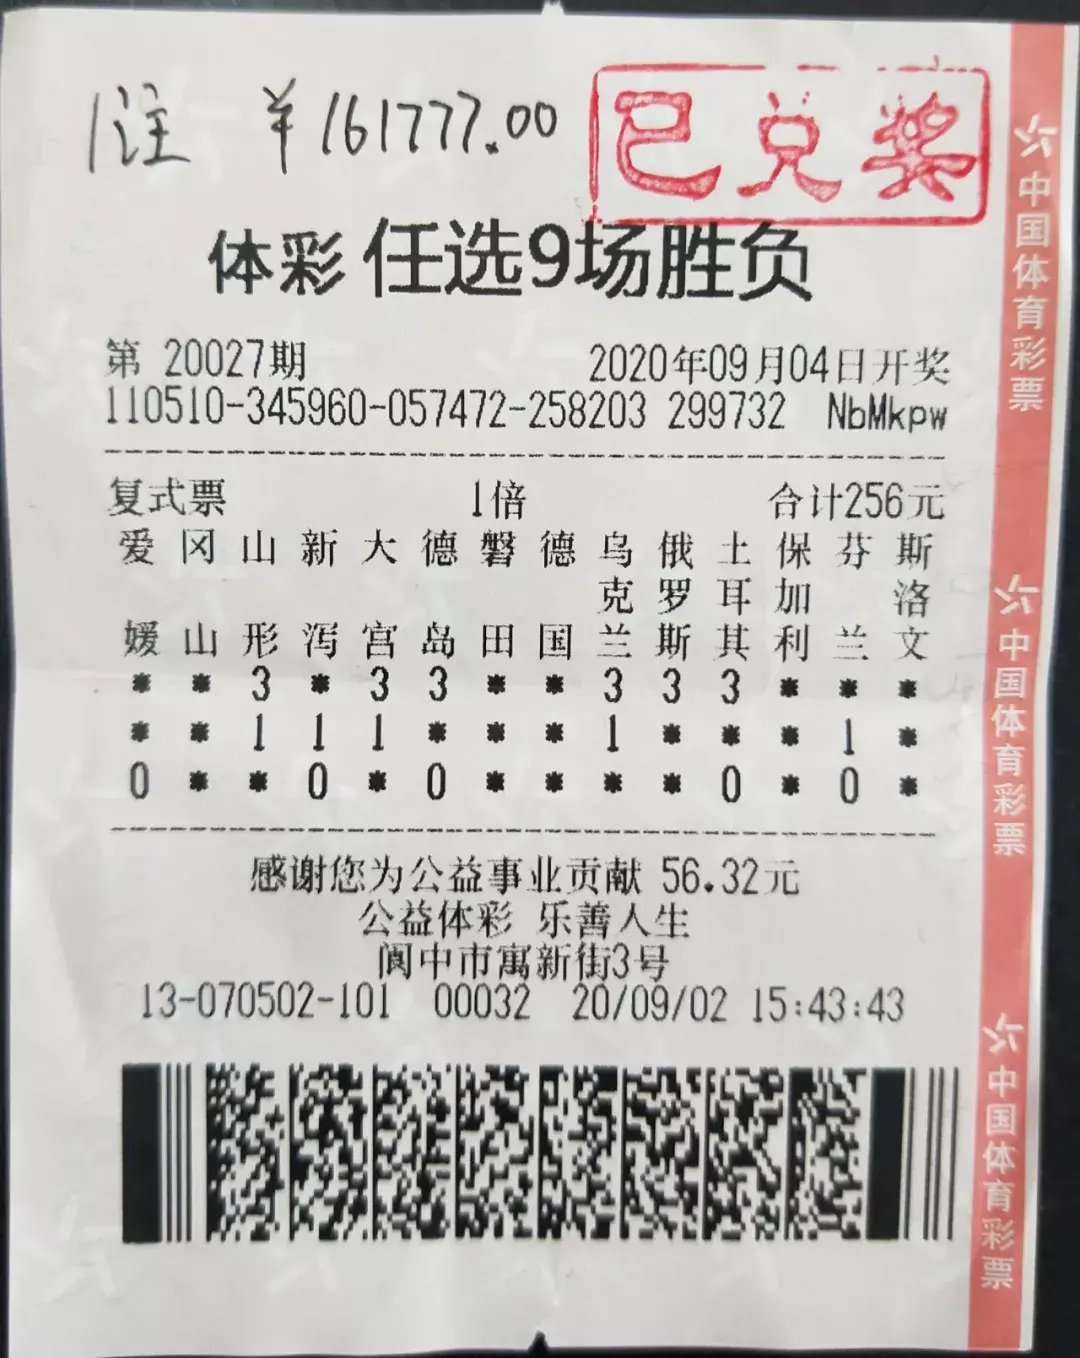 1注 ¥161777.00
已兑奖
体彩 任选9场胜负
第 20027期 2020年09月04日开奖
110510-345960-057472-258203 299732 NbMkpw
复式票 1倍 合计256元
爱 冈 山 新 大 德 磐 德 乌 俄 土 保 芬 斯
克 罗 耳 加 洛
媛 山 形 泻 宫 岛 田 国 兰 斯 其 利 兰 文
* * 3 * 3 3 * * 3 3 3 * * *
* * 1 1 1 * * * 1 * * * 1 *
0 * * 0 * 0 * * * * 0 * 0 *
感谢您为公益事业贡献 56.32元
公益体彩 乐善人生
阆中市寓新街3号
13-070502-101 00032 20/09/02 15:43:43
中国体育彩票
中国体育彩票
中国体育彩票